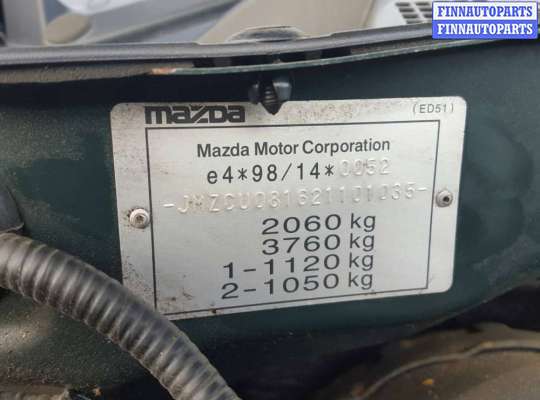 FINNAUTOPARTS
FINNAUTOPARTS
mazda
(ED51)
Mazda Motor Corporation
e4*98/14*0052
2060 kg
3760 kg
1-1120 kg
2-1050 kg